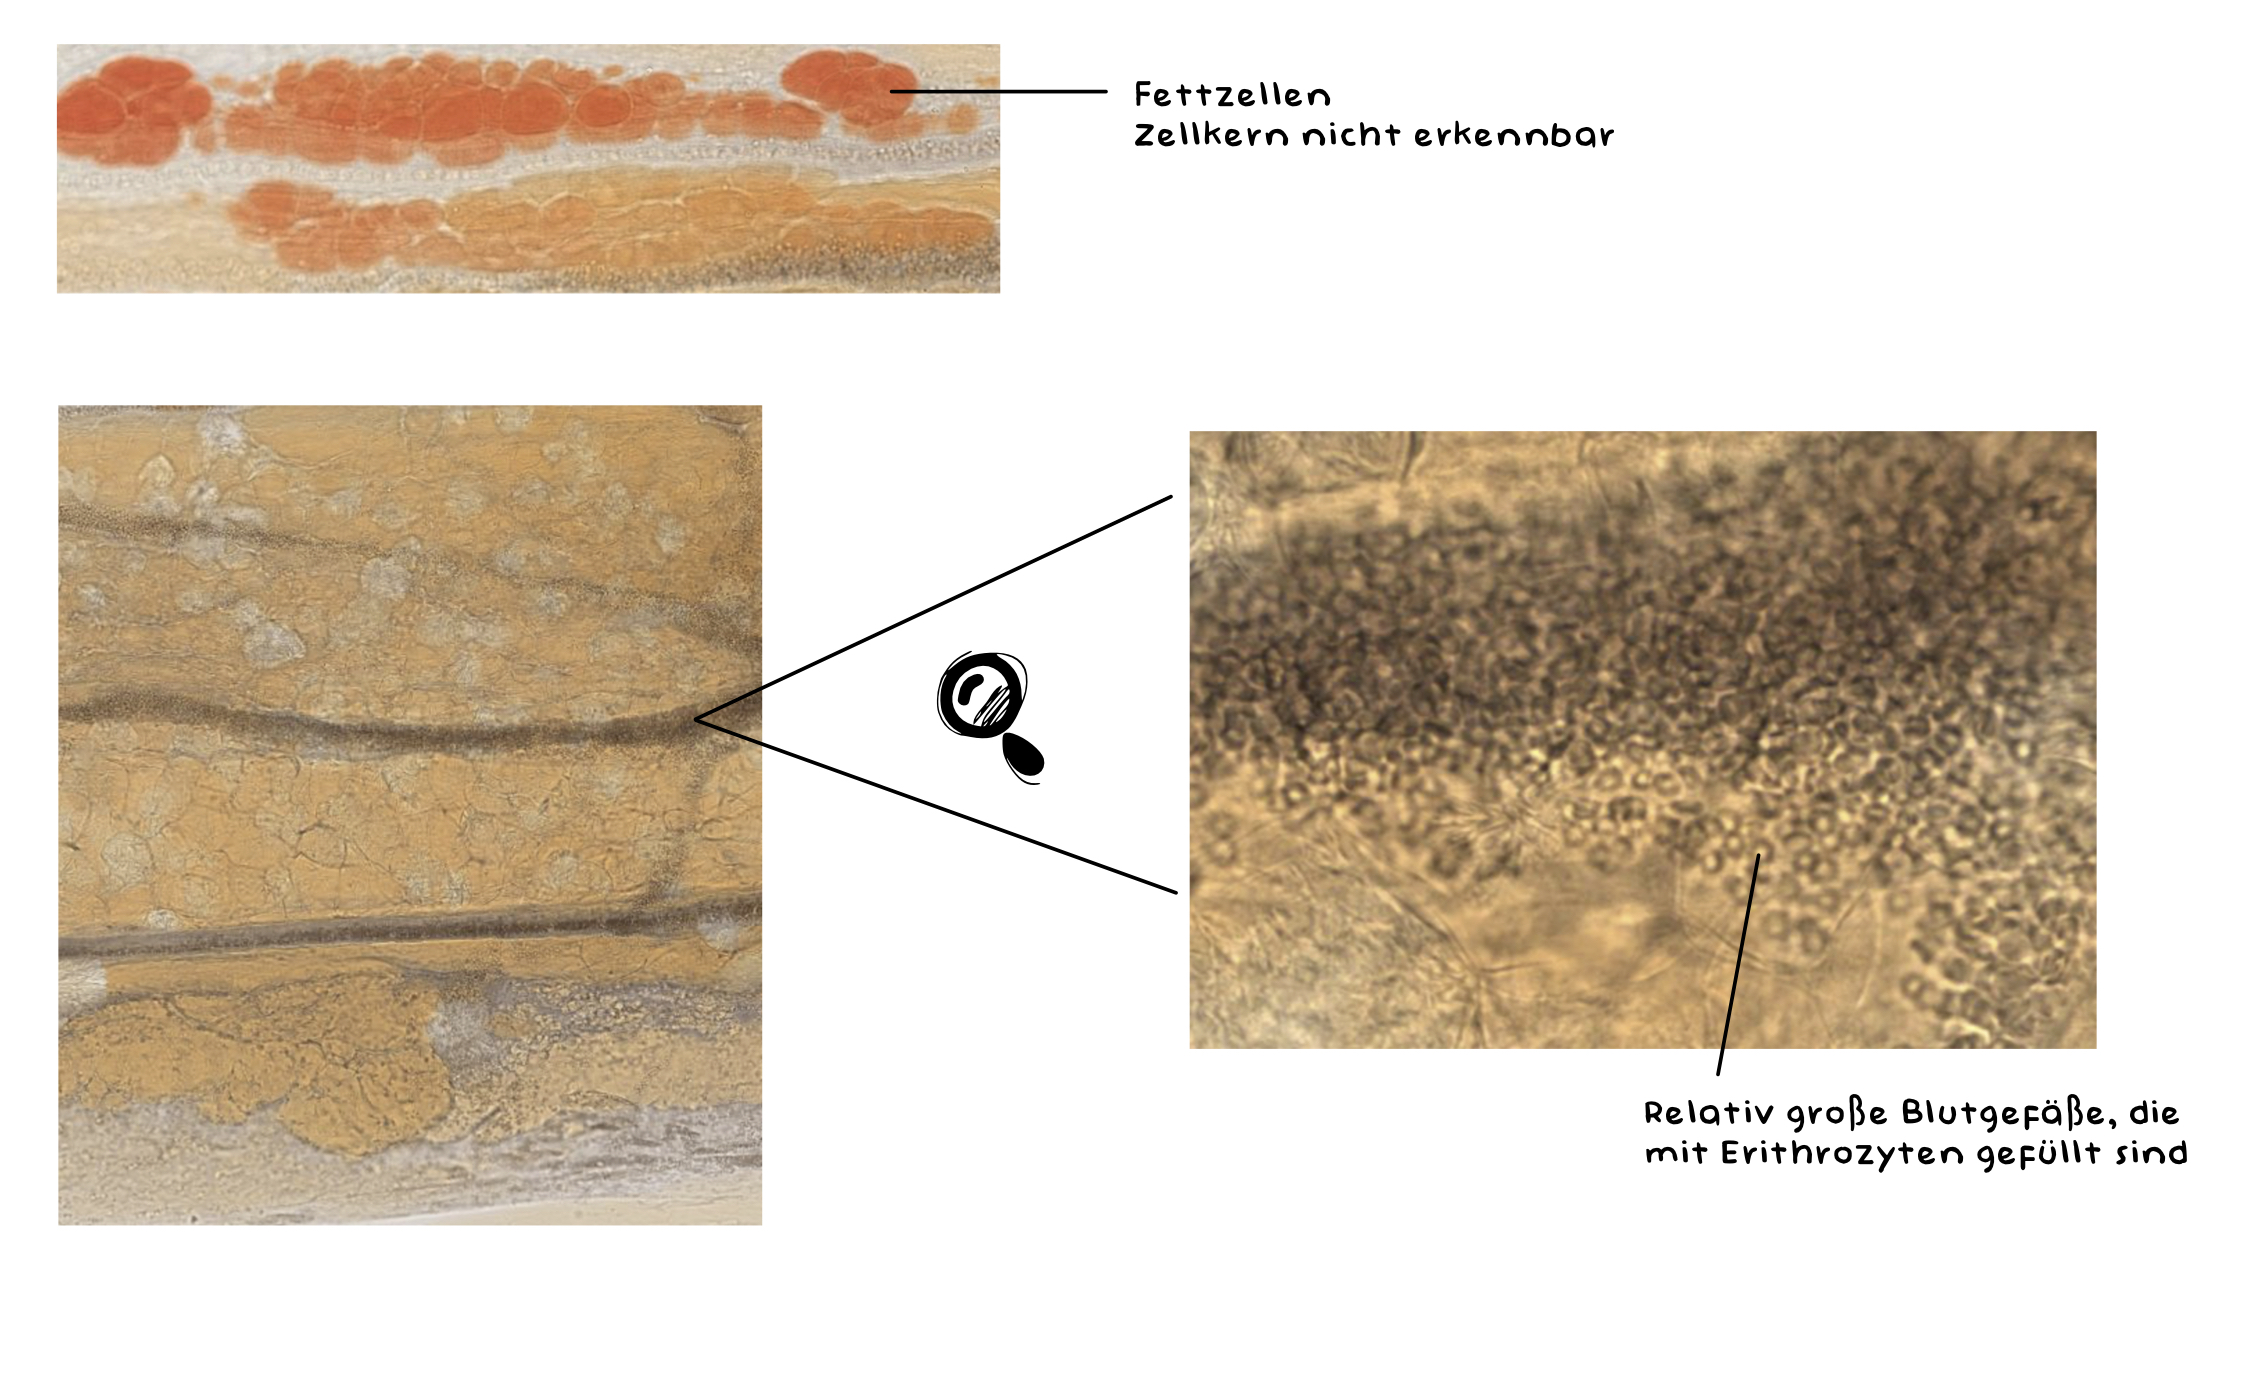 Fettzellen
Zellkern nicht erkennbar
Relativ große Blutgefäße, die
mit Erithrozyten gefüllt sind